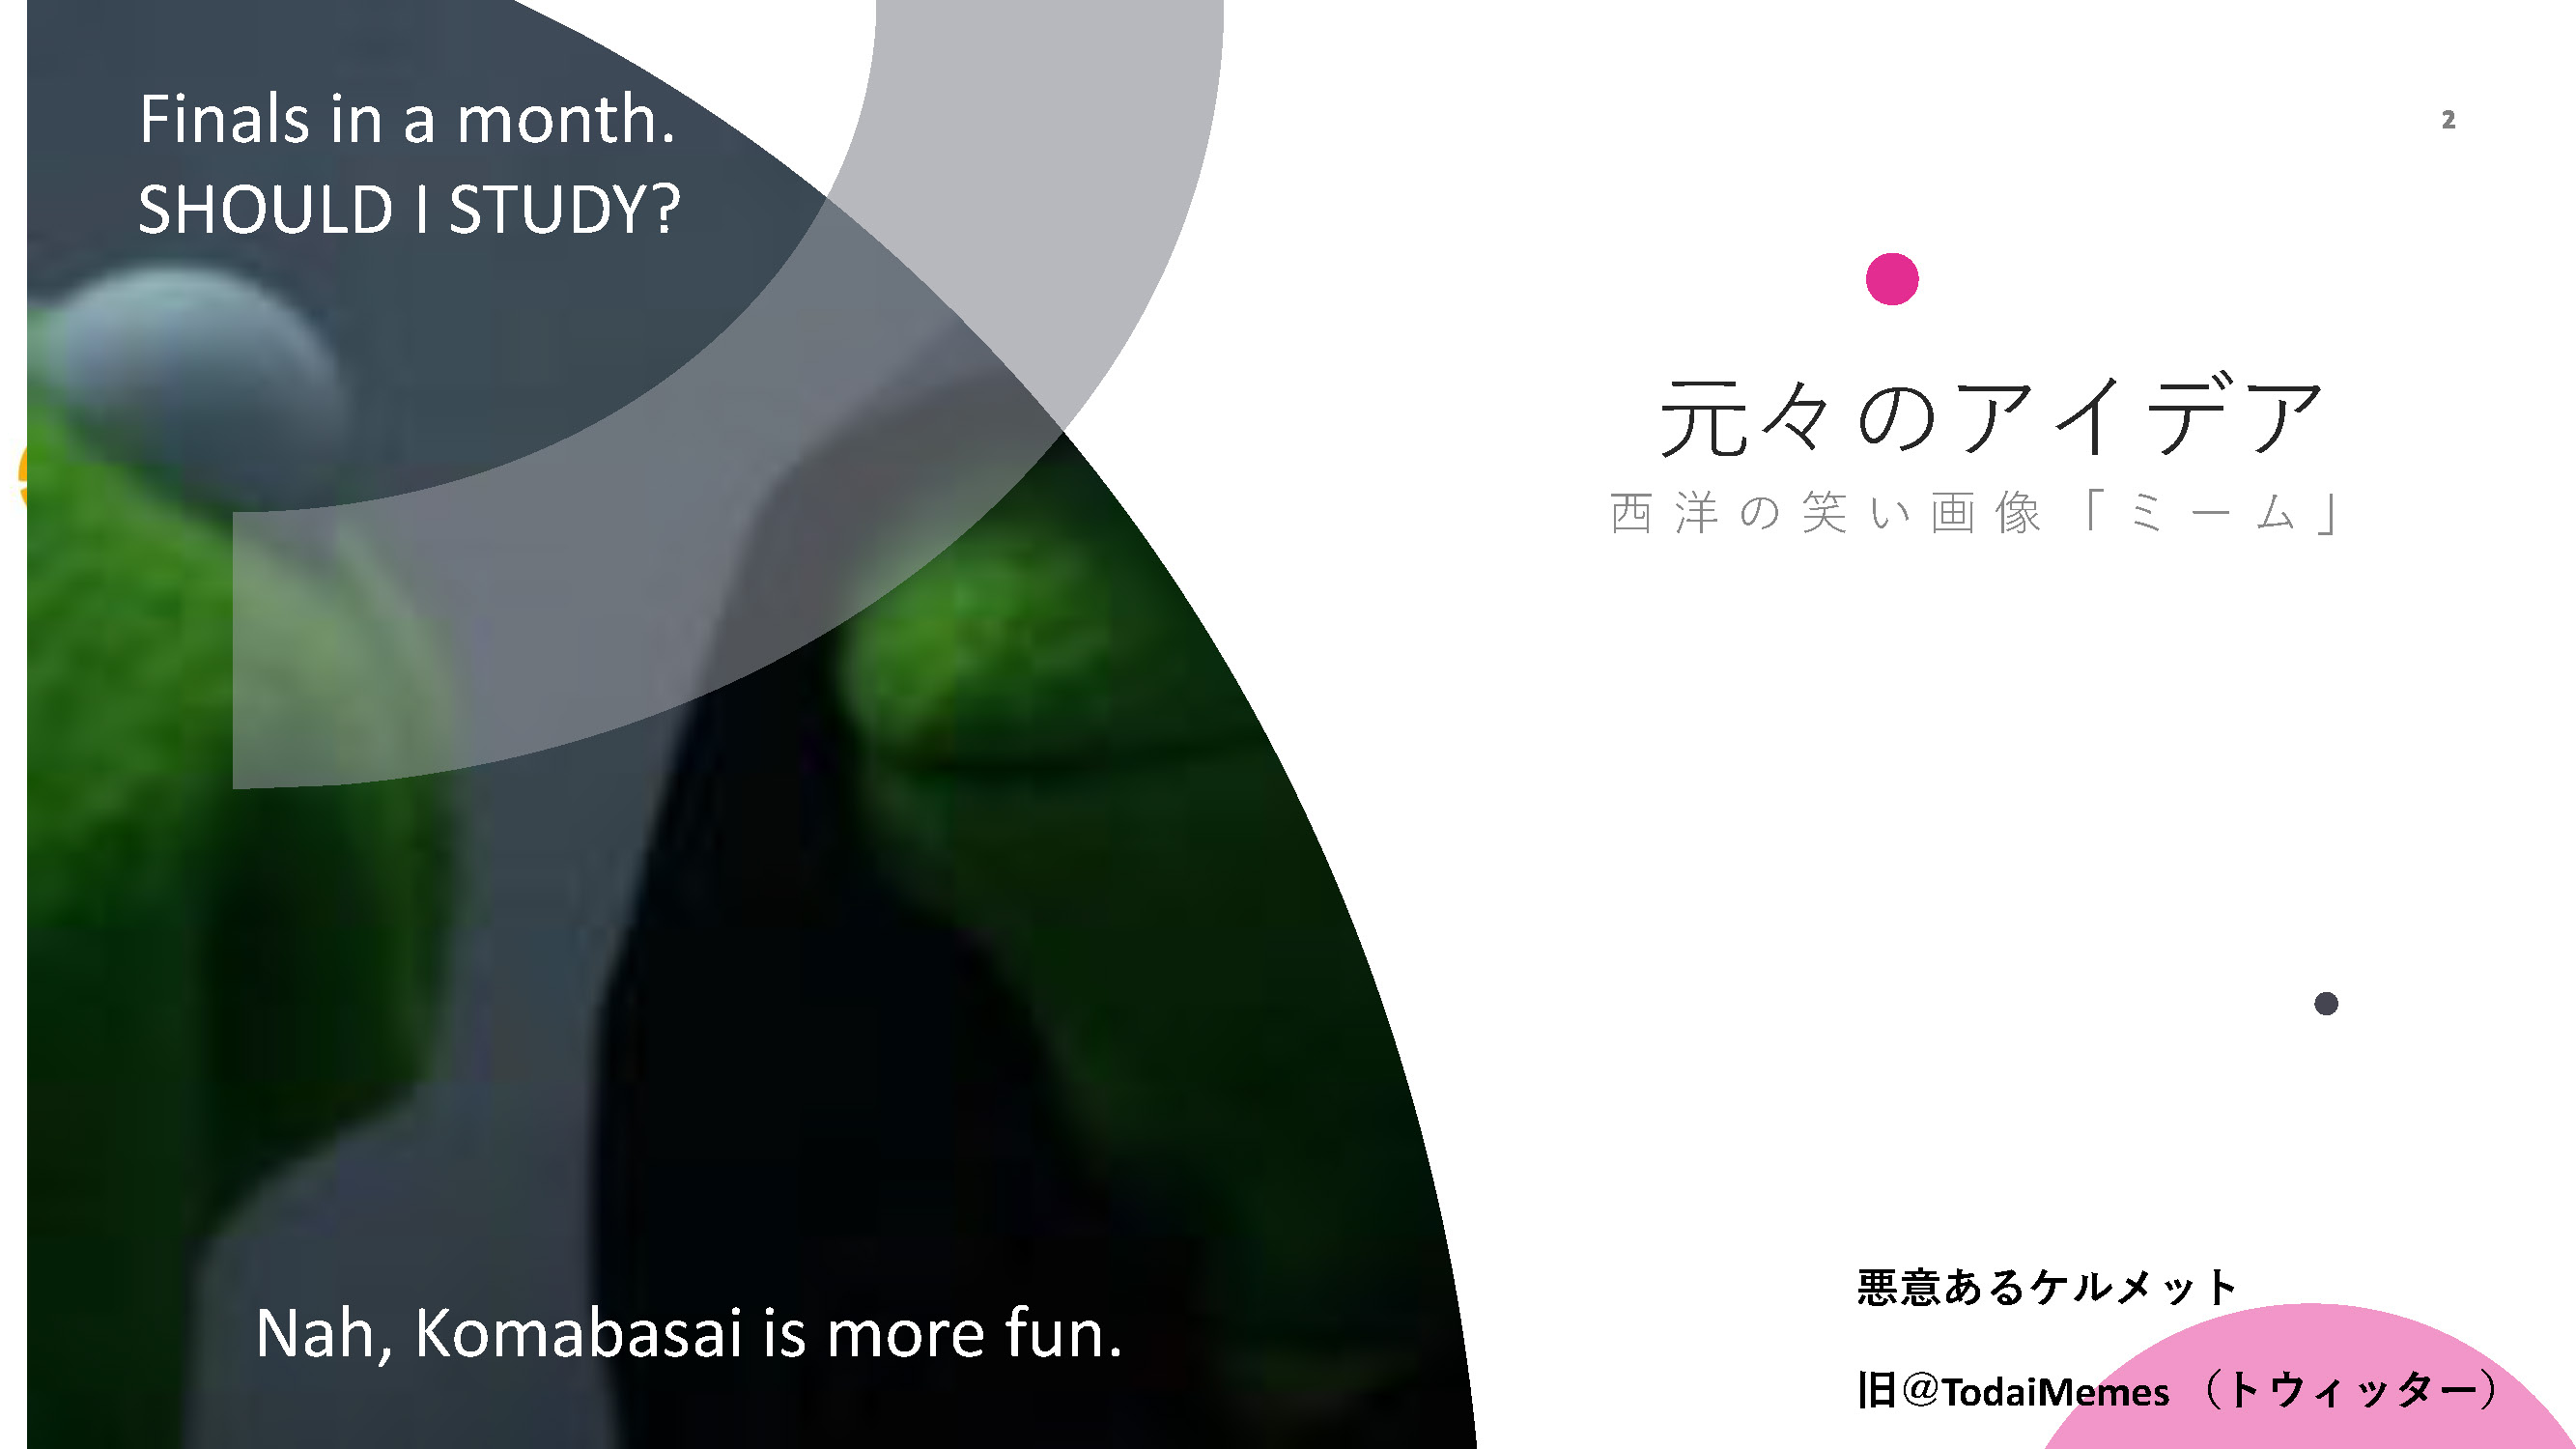 Finals in a month.
SHOULD I STUDY?
Nah, Komabasai is more fun.
2
元々のアイデア
西洋の笑い画像「ミーム」
悪意あるケルメット
旧@TodaiMemes（トウィッター）